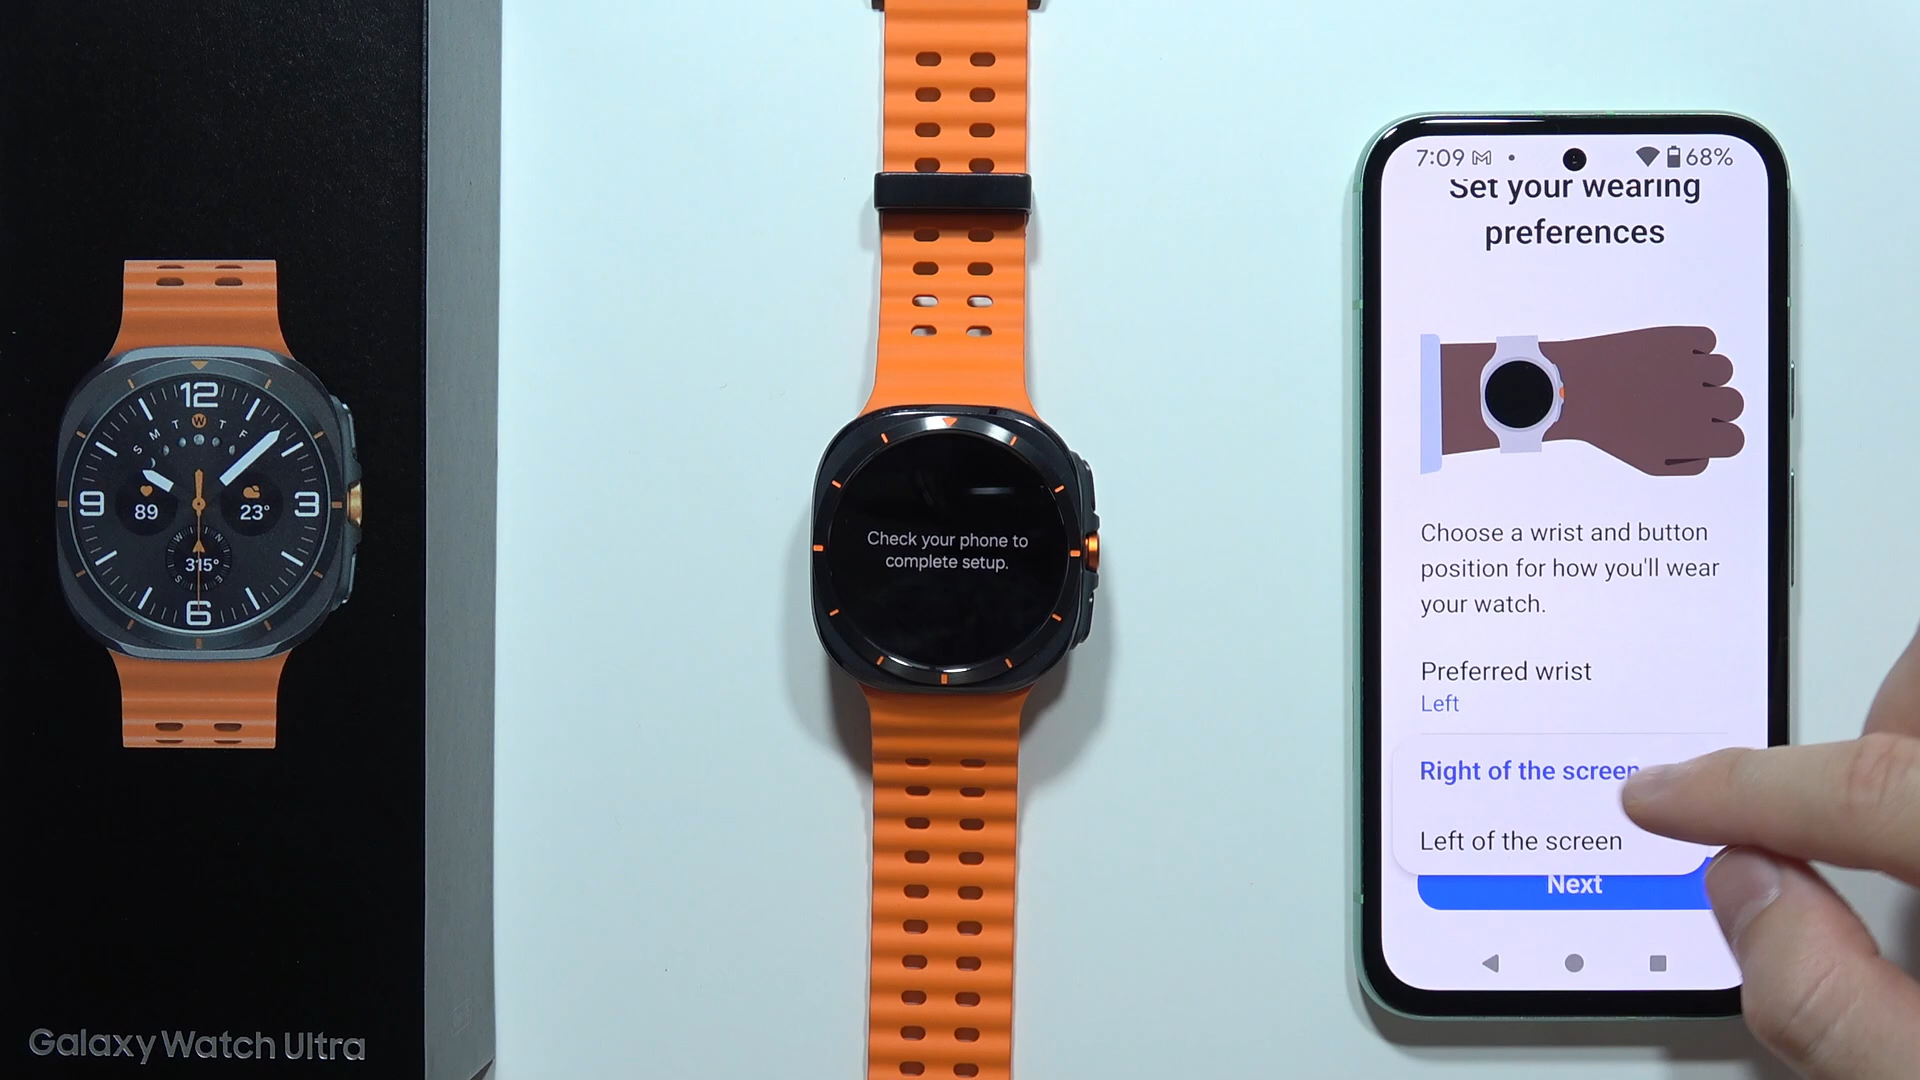 12
S M T W T F
9
3
89
23°
W N
315°
S E
6
Galaxy Watch Ultra
Check your phone to
complete setup.
7:09
68%
Set your wearing
preferences
Choose a wrist and button
position for how you'll wear
your watch.
Preferred wrist
Left
Right of the screen
Left of the screen
Next